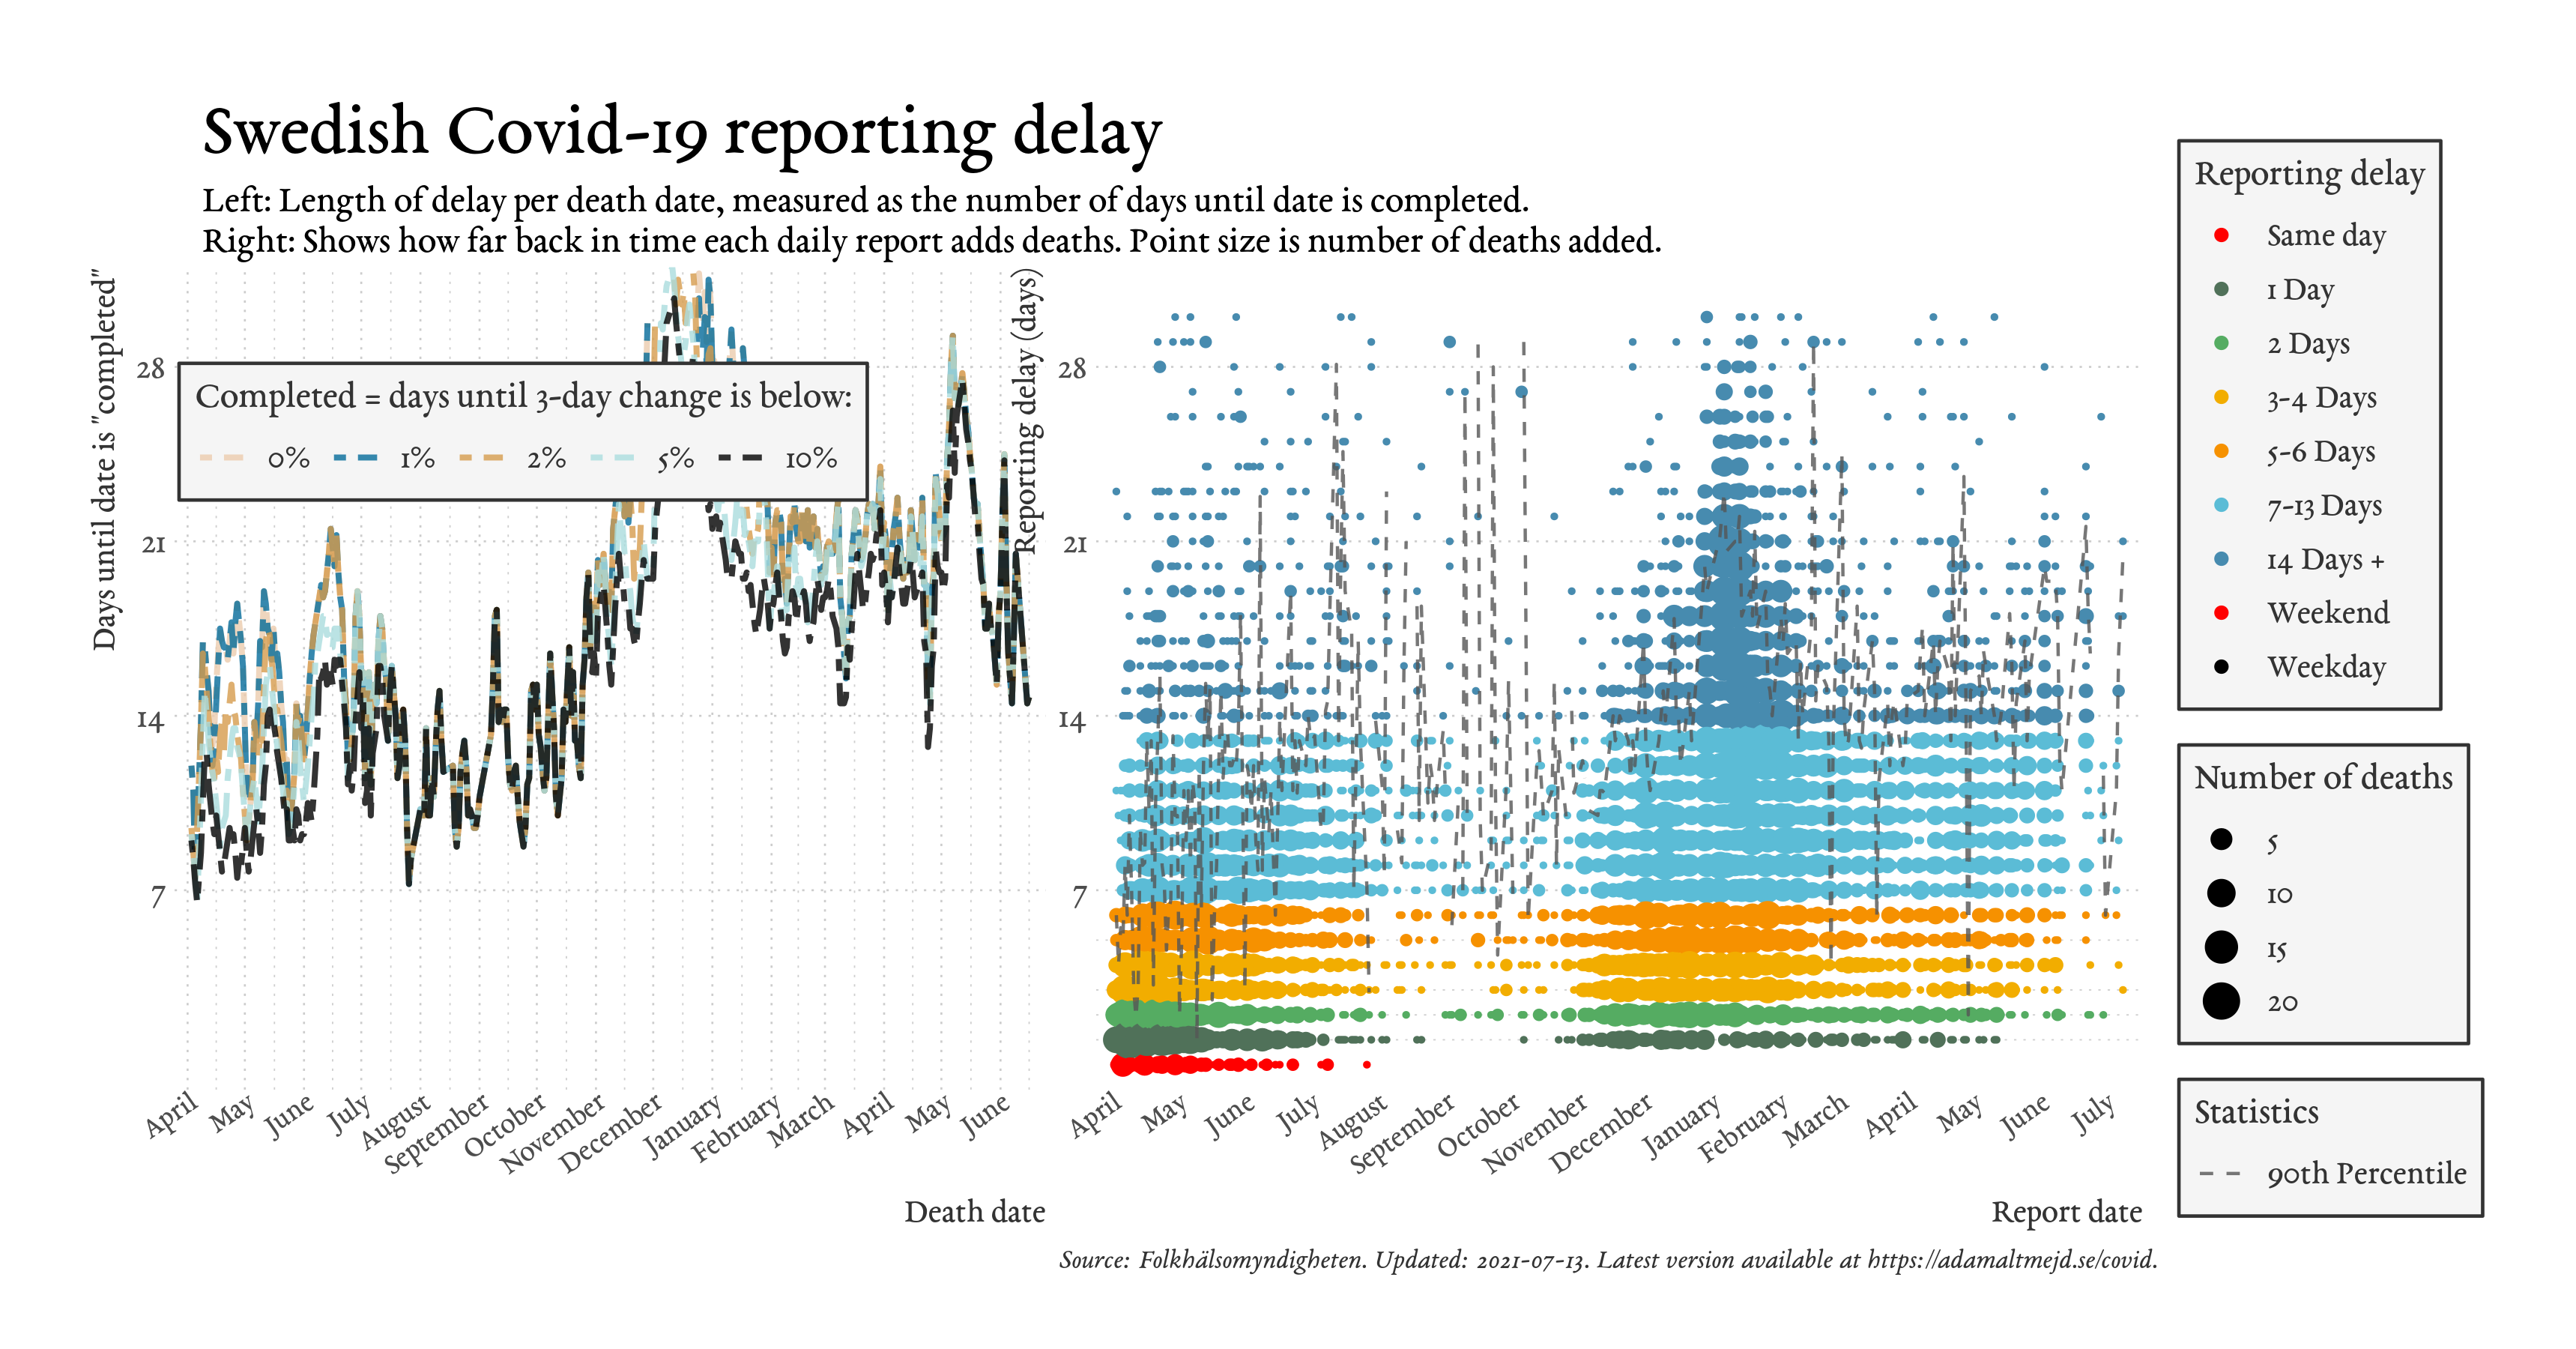 Swedish Covid-19 reporting delay
Left: Length of delay per death date, measured as the number of days until date is completed.
Right: Shows how far back in time each daily report adds deaths. Point size is number of deaths added.
Days until date is "completed"
28
21
14
7
Completed = days until 3-day change is below:
0% 1% 2% 5% 10%
April May June July August September October November December January February March April May June
Death date
Reporting delay (days)
28
21
14
7
April May June July August September October November December January February March April May June July
Report date
Reporting delay
Same day
1 Day
2 Days
3-4 Days
5-6 Days
7-13 Days
14 Days +
Weekend
Weekday
Number of deaths
5
10
15
20
Statistics
90th Percentile
Source: Folkhälsomyndigheten. Updated: 2021-07-13. Latest version available at https://adamaltmejd.se/covid.